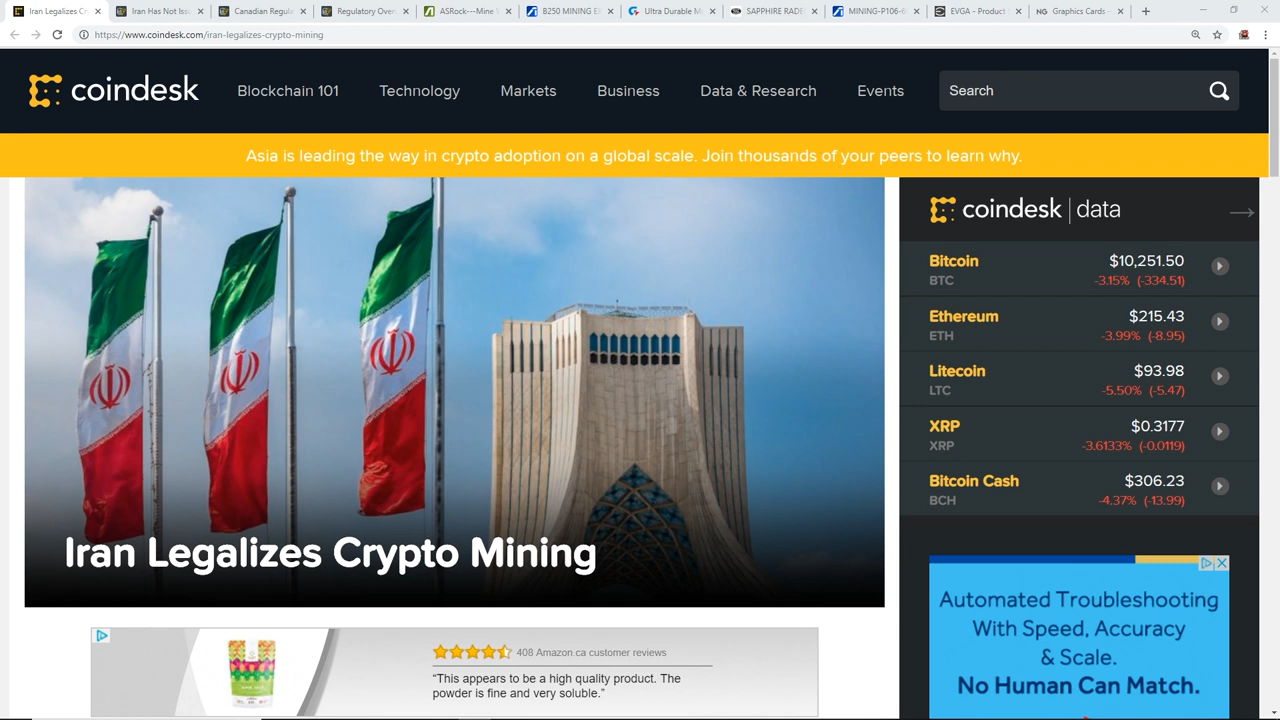 Iran Legalizes C
Iran Has Not Issu
Canadian Regula
Regulatory Over
ASRock---Mine
B250 MINING E
Ultra Durable M
SAPPHIRE RADE
MINING-P106-6
EVGA - Product
NG Graphics Cards -
https://www.coindesk.com/iran-legalizes-crypto-mining
coindesk
Blockchain 101
Technology
Markets
Business
Data & Research
Events
Search
Asia is leading the way in crypto adoption on a global scale. Join thousands of your peers to learn why.
Iran Legalizes Crypto Mining
coindesk | data
Bitcoin $10,251.50
BTC -3.15% (-334.51)
Ethereum $215.43
ETH -3.99% (-8.95)
Litecoin $93.98
LTC -5.50% (-5.47)
XRP $0.3177
XRP -3.6133% (-0.0119)
Bitcoin Cash $306.23
BCH -4.37% (-13.99)
408 Amazon.ca customer reviews
“This appears to be a high quality product. The
powder is fine and very soluble.”
Automated Troubleshooting
With Speed, Accuracy
& Scale.
No Human Can Match.